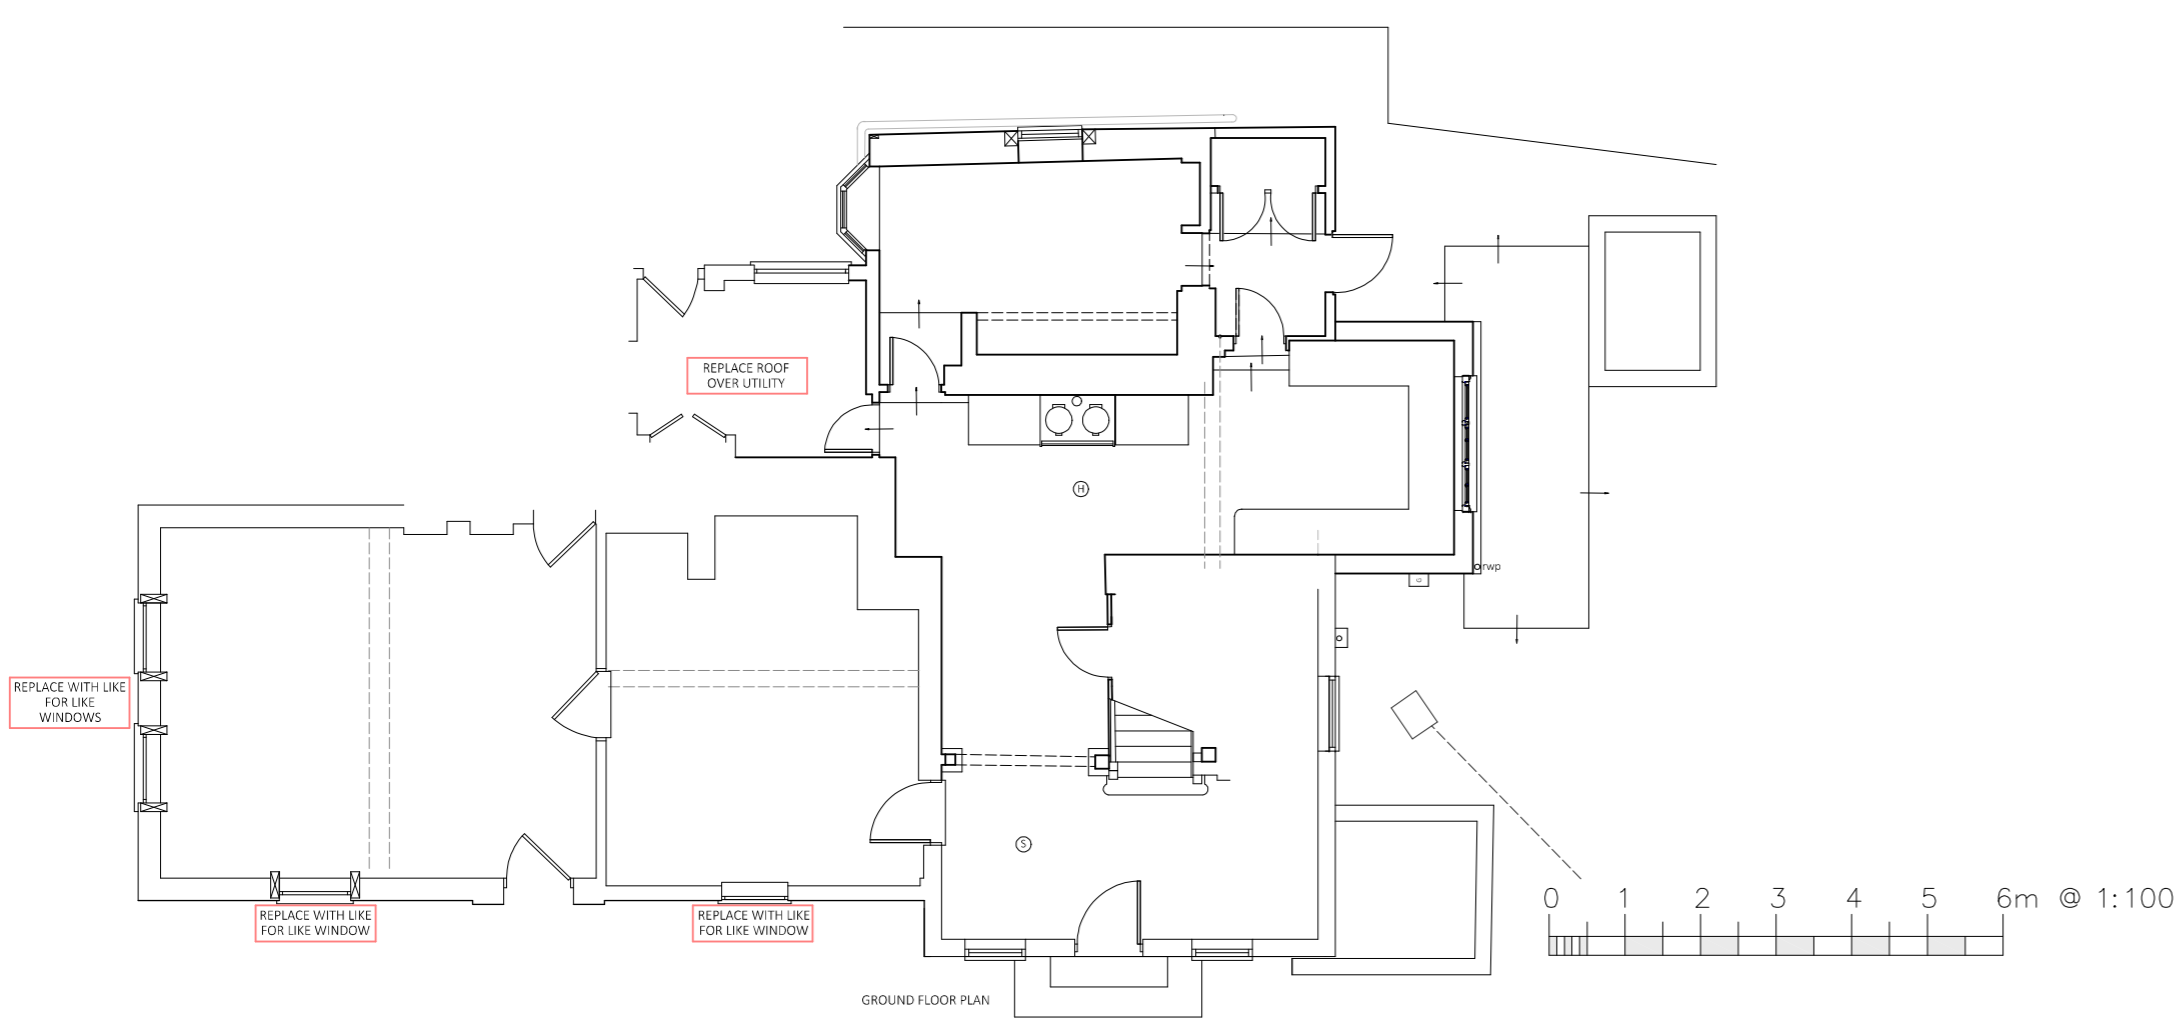 REPLACE ROOF
OVER UTILITY
H
rwp
REPLACE WITH LIKE
FOR LIKE
WINDOWS
S
0 1 2 3 4 5 6m @ 1:100
REPLACE WITH LIKE
FOR LIKE WINDOW
REPLACE WITH LIKE
FOR LIKE WINDOW
GROUND FLOOR PLAN